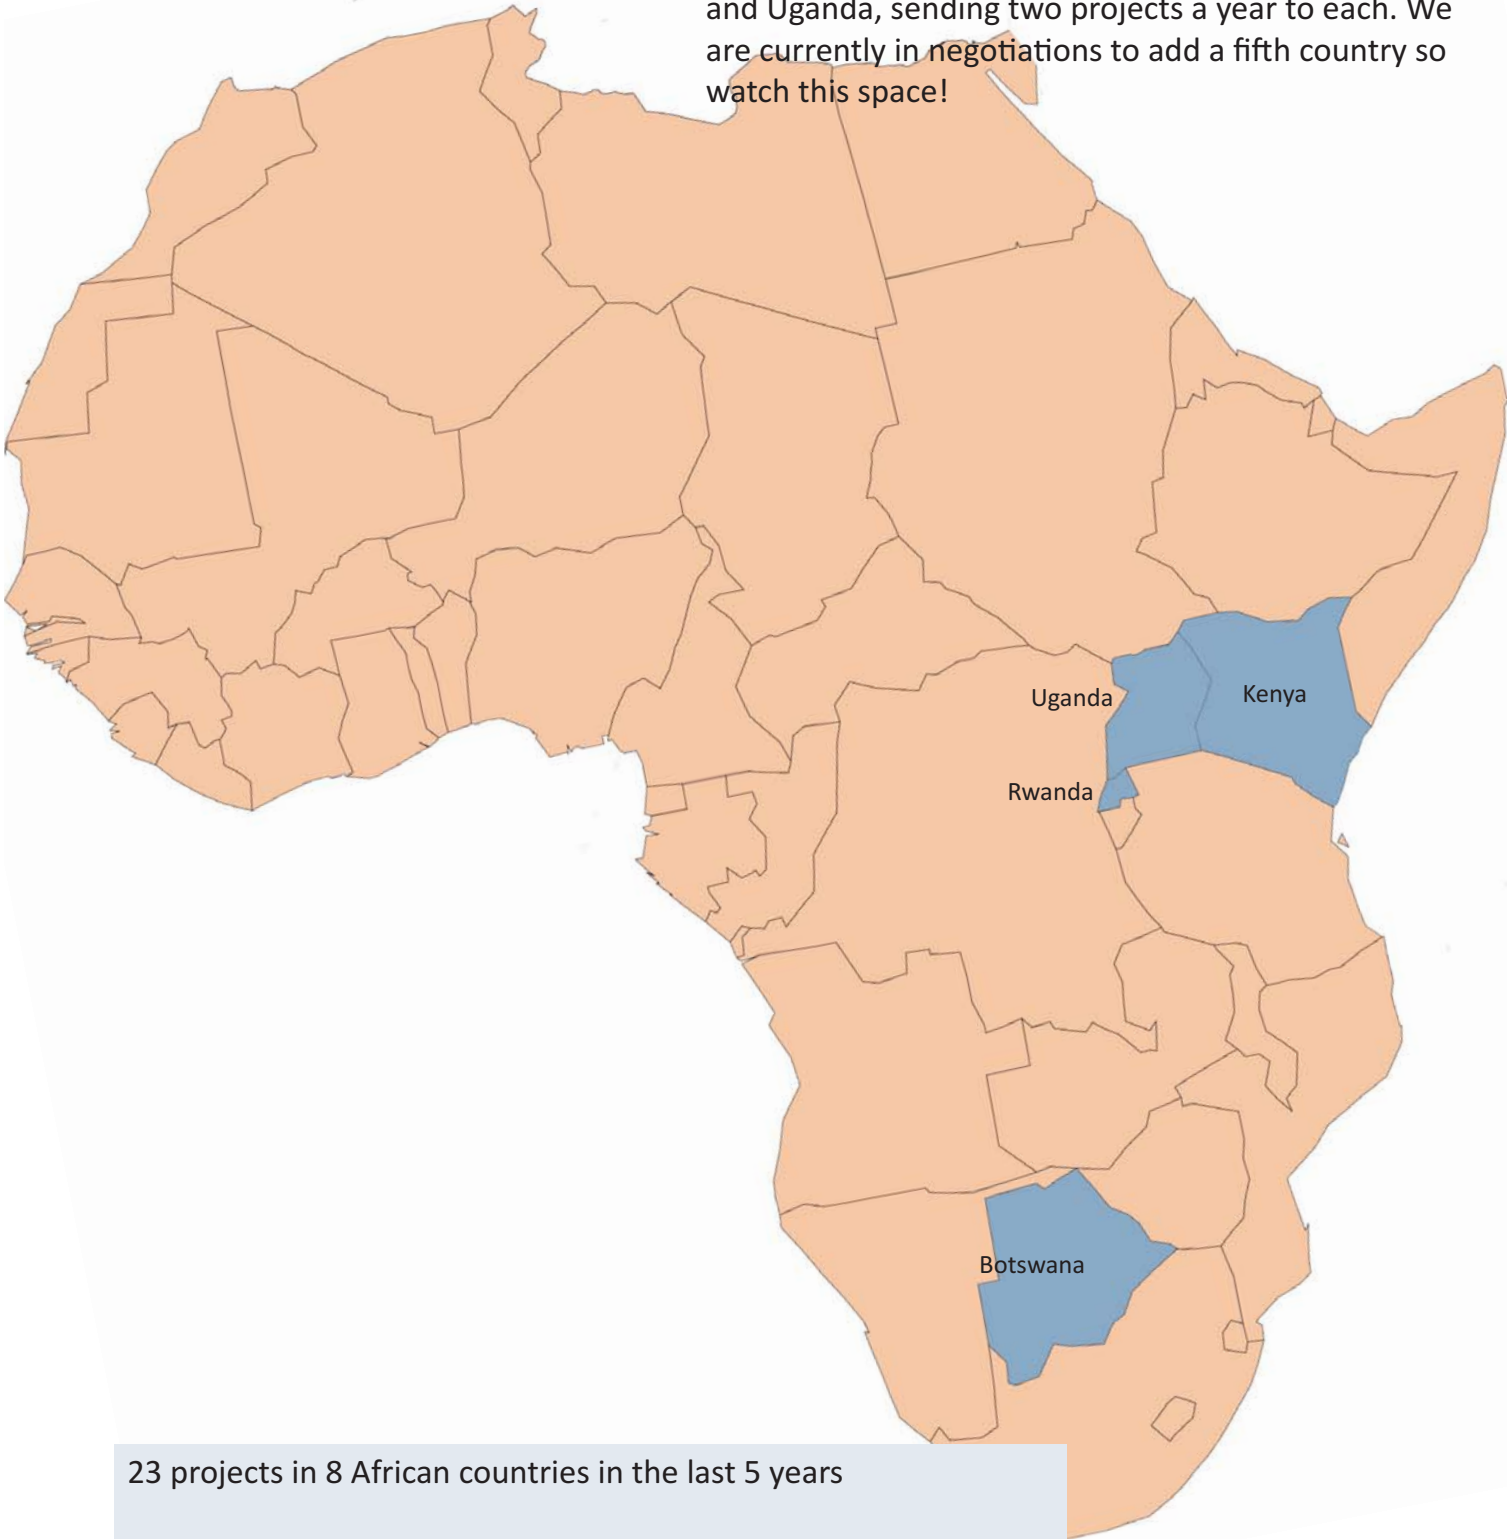 and Uganda, sending two projects a year to each. We
are currently in negotiations to add a fifth country so
watch this space!
Uganda
Kenya
Rwanda
Botswana
23 projects in 8 African countries in the last 5 years